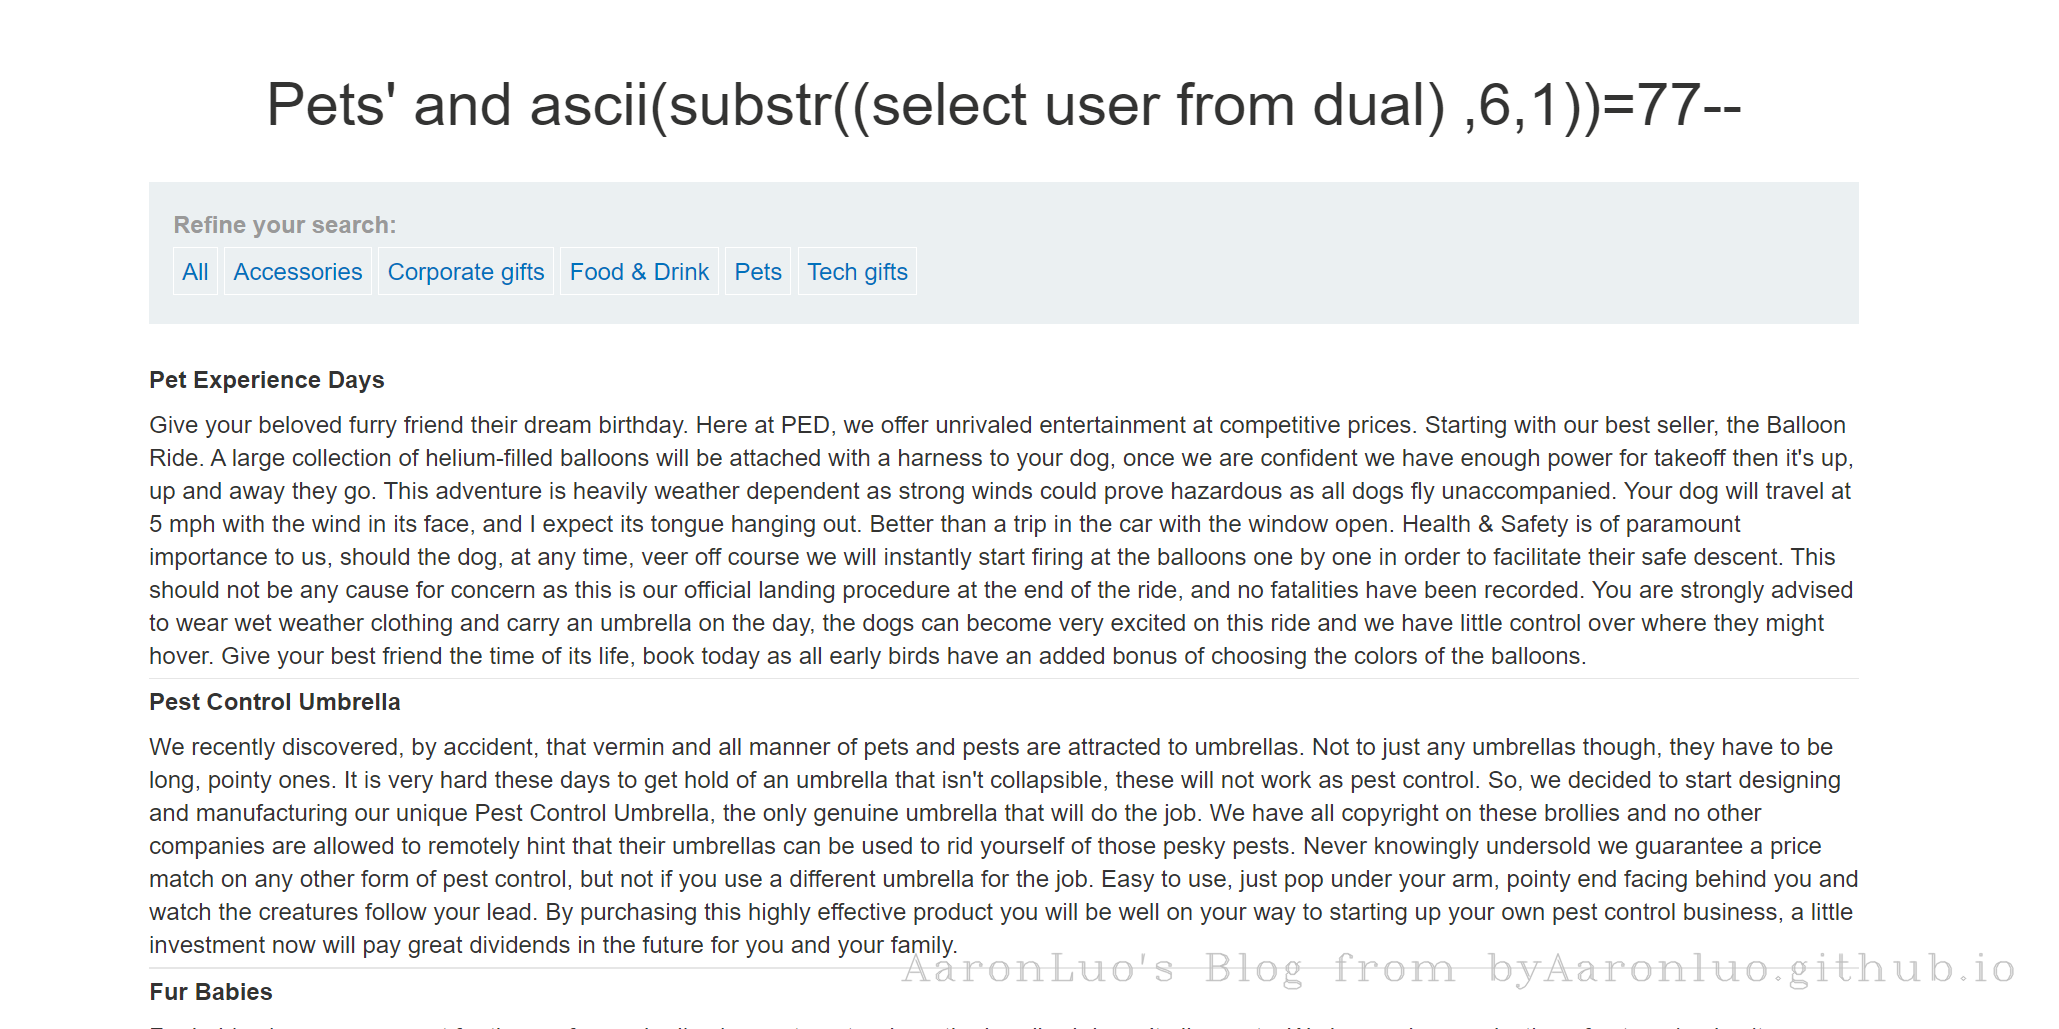 Pets' and ascii(substr((select user from dual) ,6,1))=77--
Refine your search:
All Accessories Corporate gifts Food & Drink Pets Tech gifts
Pet Experience Days
Give your beloved furry friend their dream birthday. Here at PED, we offer unrivaled entertainment at competitive prices. Starting with our best seller, the Balloon
Ride. A large collection of helium-filled balloons will be attached with a harness to your dog, once we are confident we have enough power for takeoff then it's up,
up and away they go. This adventure is heavily weather dependent as strong winds could prove hazardous as all dogs fly unaccompanied. Your dog will travel at
5 mph with the wind in its face, and I expect its tongue hanging out. Better than a trip in the car with the window open. Health & Safety is of paramount
importance to us, should the dog, at any time, veer off course we will instantly start firing at the balloons one by one in order to facilitate their safe descent. This
should not be any cause for concern as this is our official landing procedure at the end of the ride, and no fatalities have been recorded. You are strongly advised
to wear wet weather clothing and carry an umbrella on the day, the dogs can become very excited on this ride and we have little control over where they might
hover. Give your best friend the time of its life, book today as all early birds have an added bonus of choosing the colors of the balloons.
Pest Control Umbrella
We recently discovered, by accident, that vermin and all manner of pets and pests are attracted to umbrellas. Not to just any umbrellas though, they have to be
long, pointy ones. It is very hard these days to get hold of an umbrella that isn't collapsible, these will not work as pest control. So, we decided to start designing
and manufacturing our unique Pest Control Umbrella, the only genuine umbrella that will do the job. We have all copyright on these brollies and no other
companies are allowed to remotely hint that their umbrellas can be used to rid yourself of those pesky pests. Never knowingly undersold we guarantee a price
match on any other form of pest control, but not if you use a different umbrella for the job. Easy to use, just pop under your arm, pointy end facing behind you and
watch the creatures follow your lead. By purchasing this highly effective product you will be well on your way to starting up your own pest control business, a little
investment now will pay great dividends in the future for you and your family.
AaronLuo's Blog from byAaronluo.github.io
Fur Babies